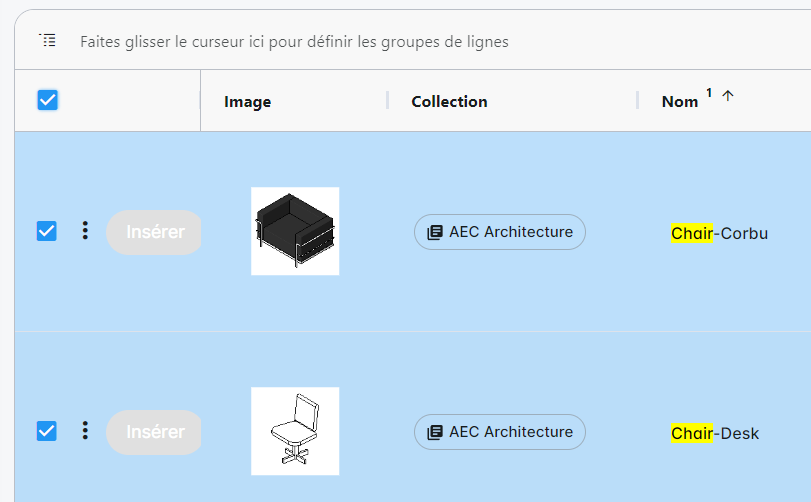 Faites glisser le curseur ici pour définir les groupes de lignes
Image Collection Nom 1
Insérer AEC Architecture Chair-Corbu
Insérer AEC Architecture Chair-Desk